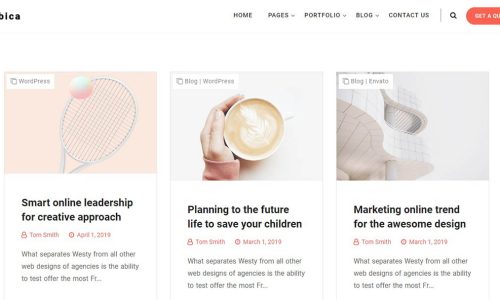 bica
HOME PAGES PORTFOLIO BLOG CONTACT US GET A QU
WordPress
Smart online leadership
for creative approach
Tom Smith April 1, 2019
What separates Westy from all other
web designs of agencies is the ability
to test offer the most Fr...
Blog | WordPress
Planning to the future
life to save your children
Tom Smith March 1, 2019
What separates Westy from all other
web designs of agencies is the ability
to test offer the most Fr...
Blog | Envato
Marketing online trend
for the awesome design
Tom Smith March 1, 2019
What separates Westy from all other
web designs of agencies is the ability
to test offer the most Fr...